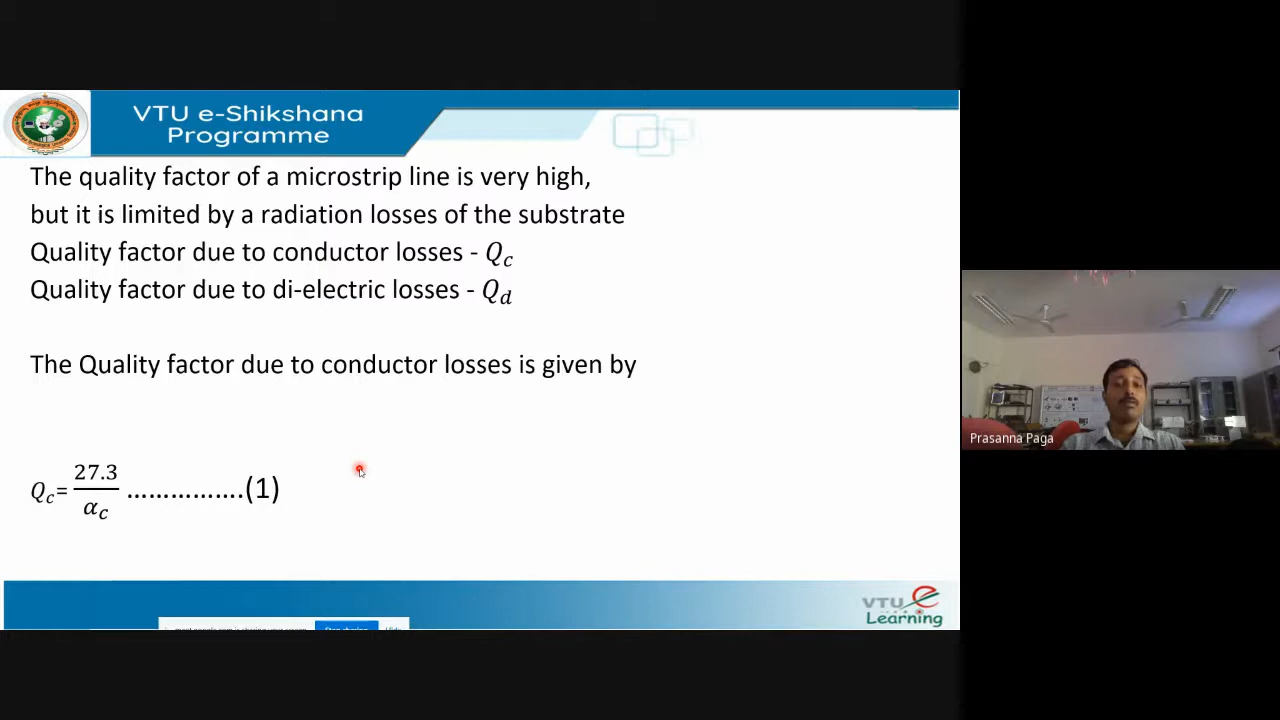 VTU e-Shikshana
Programme
The quality factor of a microstrip line is very high,
but it is limited by a radiation losses of the substrate
Quality factor due to conductor losses - Q_c
Quality factor due to di-electric losses - Q_d
The Quality factor due to conductor losses is given by
Q_c= 27.3/α_c …………….(1)
Prasanna Paga
VTU
Learning